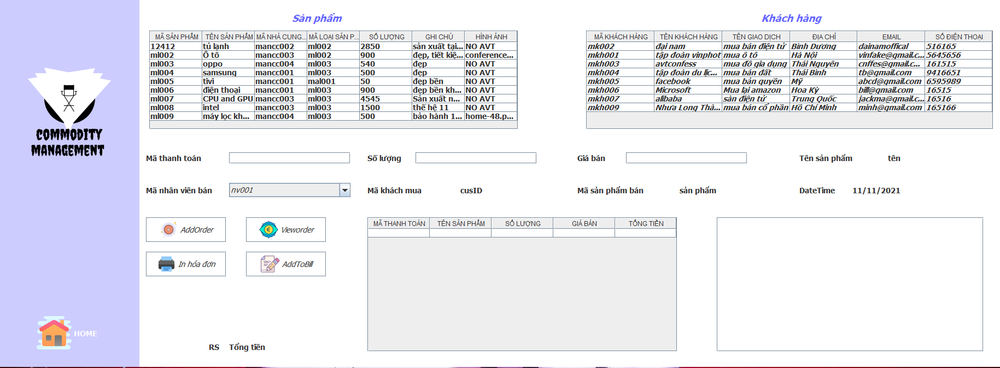 Sản phẩm
MÃ SẢN PHẨM TÊN SẢN PHẨM MÃ NHÀ CUNG... MÃ LOẠI SẢN P... SỐ LƯỢNG GHI CHÚ HÌNH ẢNH
12412 tủ lạnh mancc002 ml002 2850 sản xuất tại... NO AVT
ml002 Ô tô mancc003 ml002 900 đẹp, tiết kiệ... conference...
ml003 oppo mancc004 ml003 540 đẹp NO AVT
ml004 samsung mancc001 ml003 500 đẹp NO AVT
ml005 tivi mancc001 mal001 50 đẹp bền NO AVT
ml006 điện thoại mancc001 ml003 900 đẹp bền kh... NO AVT
ml007 CPU and GPU mancc003 ml003 4545 Sản xuất n... NO AVT
ml008 intel mancc003 ml003 1500 thế hệ 11 NO AVT
ml009 máy lọc kh... mancc004 ml003 500 bảo hành 1... home-48.p...
Khách hàng
MÃ KHÁCH HÀNG TÊN KHÁCH HÀNG TÊN GIAO DỊCH ĐỊA CHỈ EMAIL SỐ ĐIỆN THOẠI
mk002 đại nam mua bán điện tử Bình Dương dainamoffical 516165
mkh001 tập đoàn vinphot mua ô tô Hà Nội vinfake@gmail.c... 5645656
mkh003 avtconfess mua đồ gia dụng Thái Nguyên cnffes@gmail.c... 161515
mkh004 tập đoàn du lịc... mua bán đất Thái Bình tb@gmail.com 9416651
mkh005 facebook mua bản quyền Mỹ abcd@gmail.com 6595989
mkh006 Microsoft Mua lại amazon Hoa Kỳ bill@gmail.com 16515
mkh007 alibaba sàn điện tử Trung Quốc jackma@gmail.c... 16516
mkh009 Nhựa Long Thà... mua bán cổ phần Hồ Chí Minh minh@gmail.com 165166
COMMODITY
MANAGEMENT
Mã thanh toán Số lượng Giá bán Tên sản phẩm tên
Mã nhân viên bán nv001 Mã khách mua cusID Mã sản phẩm bán sản phẩm DateTime 11/11/2021
AddOrder Vieworder
In hóa đơn AddToBill
MÃ THANH TOÁN TÊN SẢN PHẨM SỐ LƯỢNG GIÁ BÁN TỔNG TIỀN
HOME
RS Tổng tiền